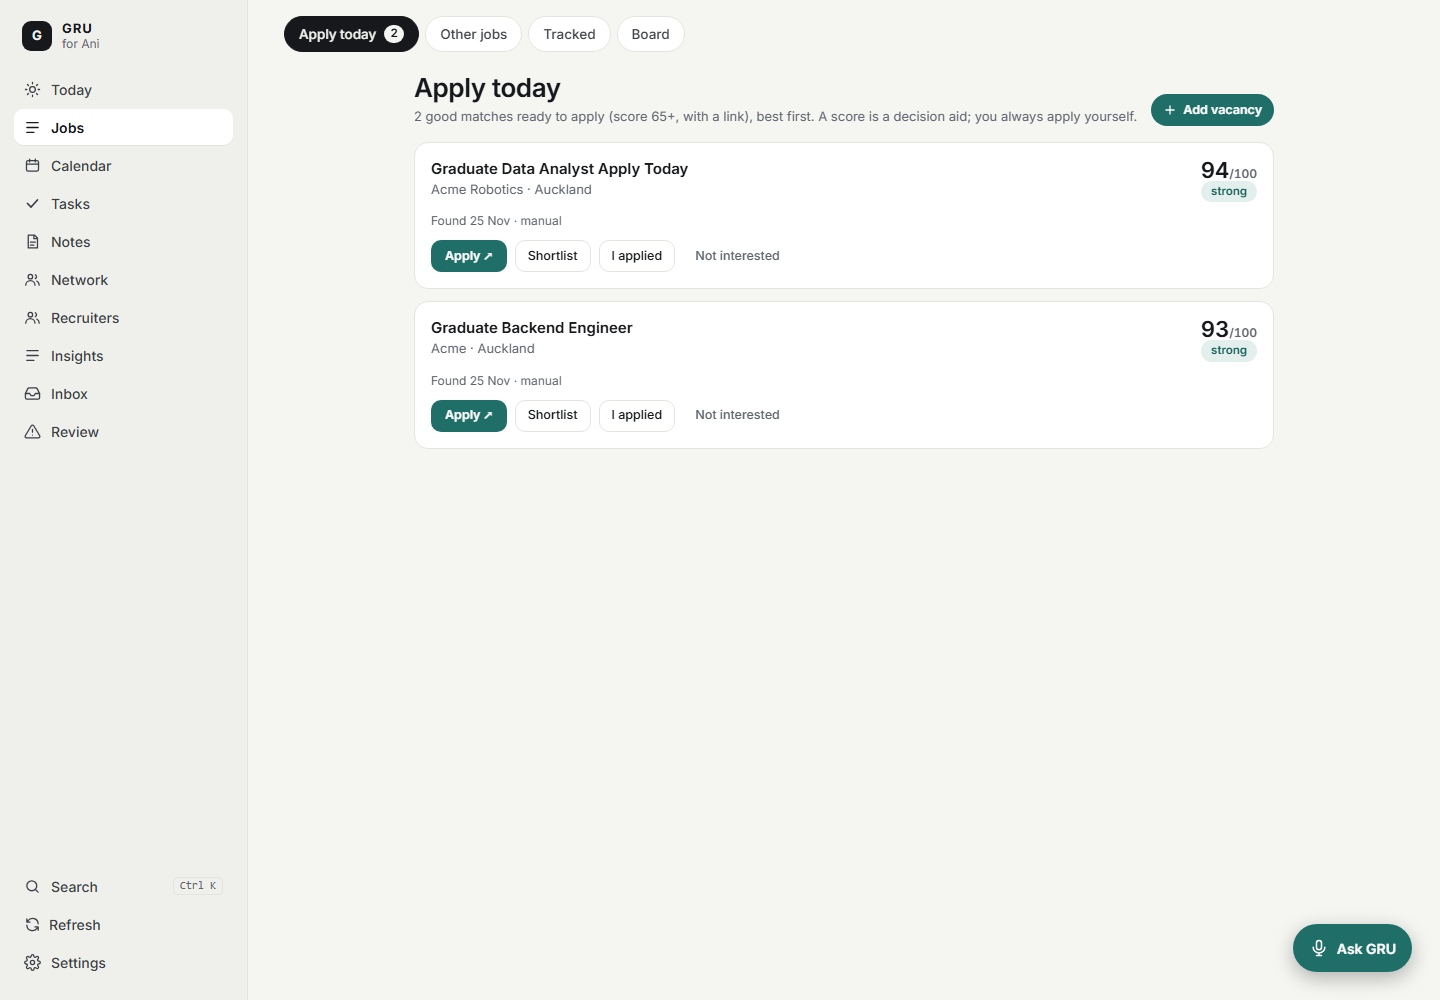 G
GRU
for Ani
Today
Jobs
Calendar
Tasks
Notes
Network
Recruiters
Insights
Inbox
Review
Search Ctrl K
Refresh
Settings
Apply today 2 Other jobs Tracked Board
Apply today
2 good matches ready to apply (score 65+, with a link), best first. A score is a decision aid; you always apply yourself.
+ Add vacancy
Graduate Data Analyst Apply Today
Acme Robotics · Auckland
94/100
strong
Found 25 Nov · manual
Apply ↗ Shortlist I applied Not interested
Graduate Backend Engineer
Acme · Auckland
93/100
strong
Found 25 Nov · manual
Apply ↗ Shortlist I applied Not interested
Ask GRU